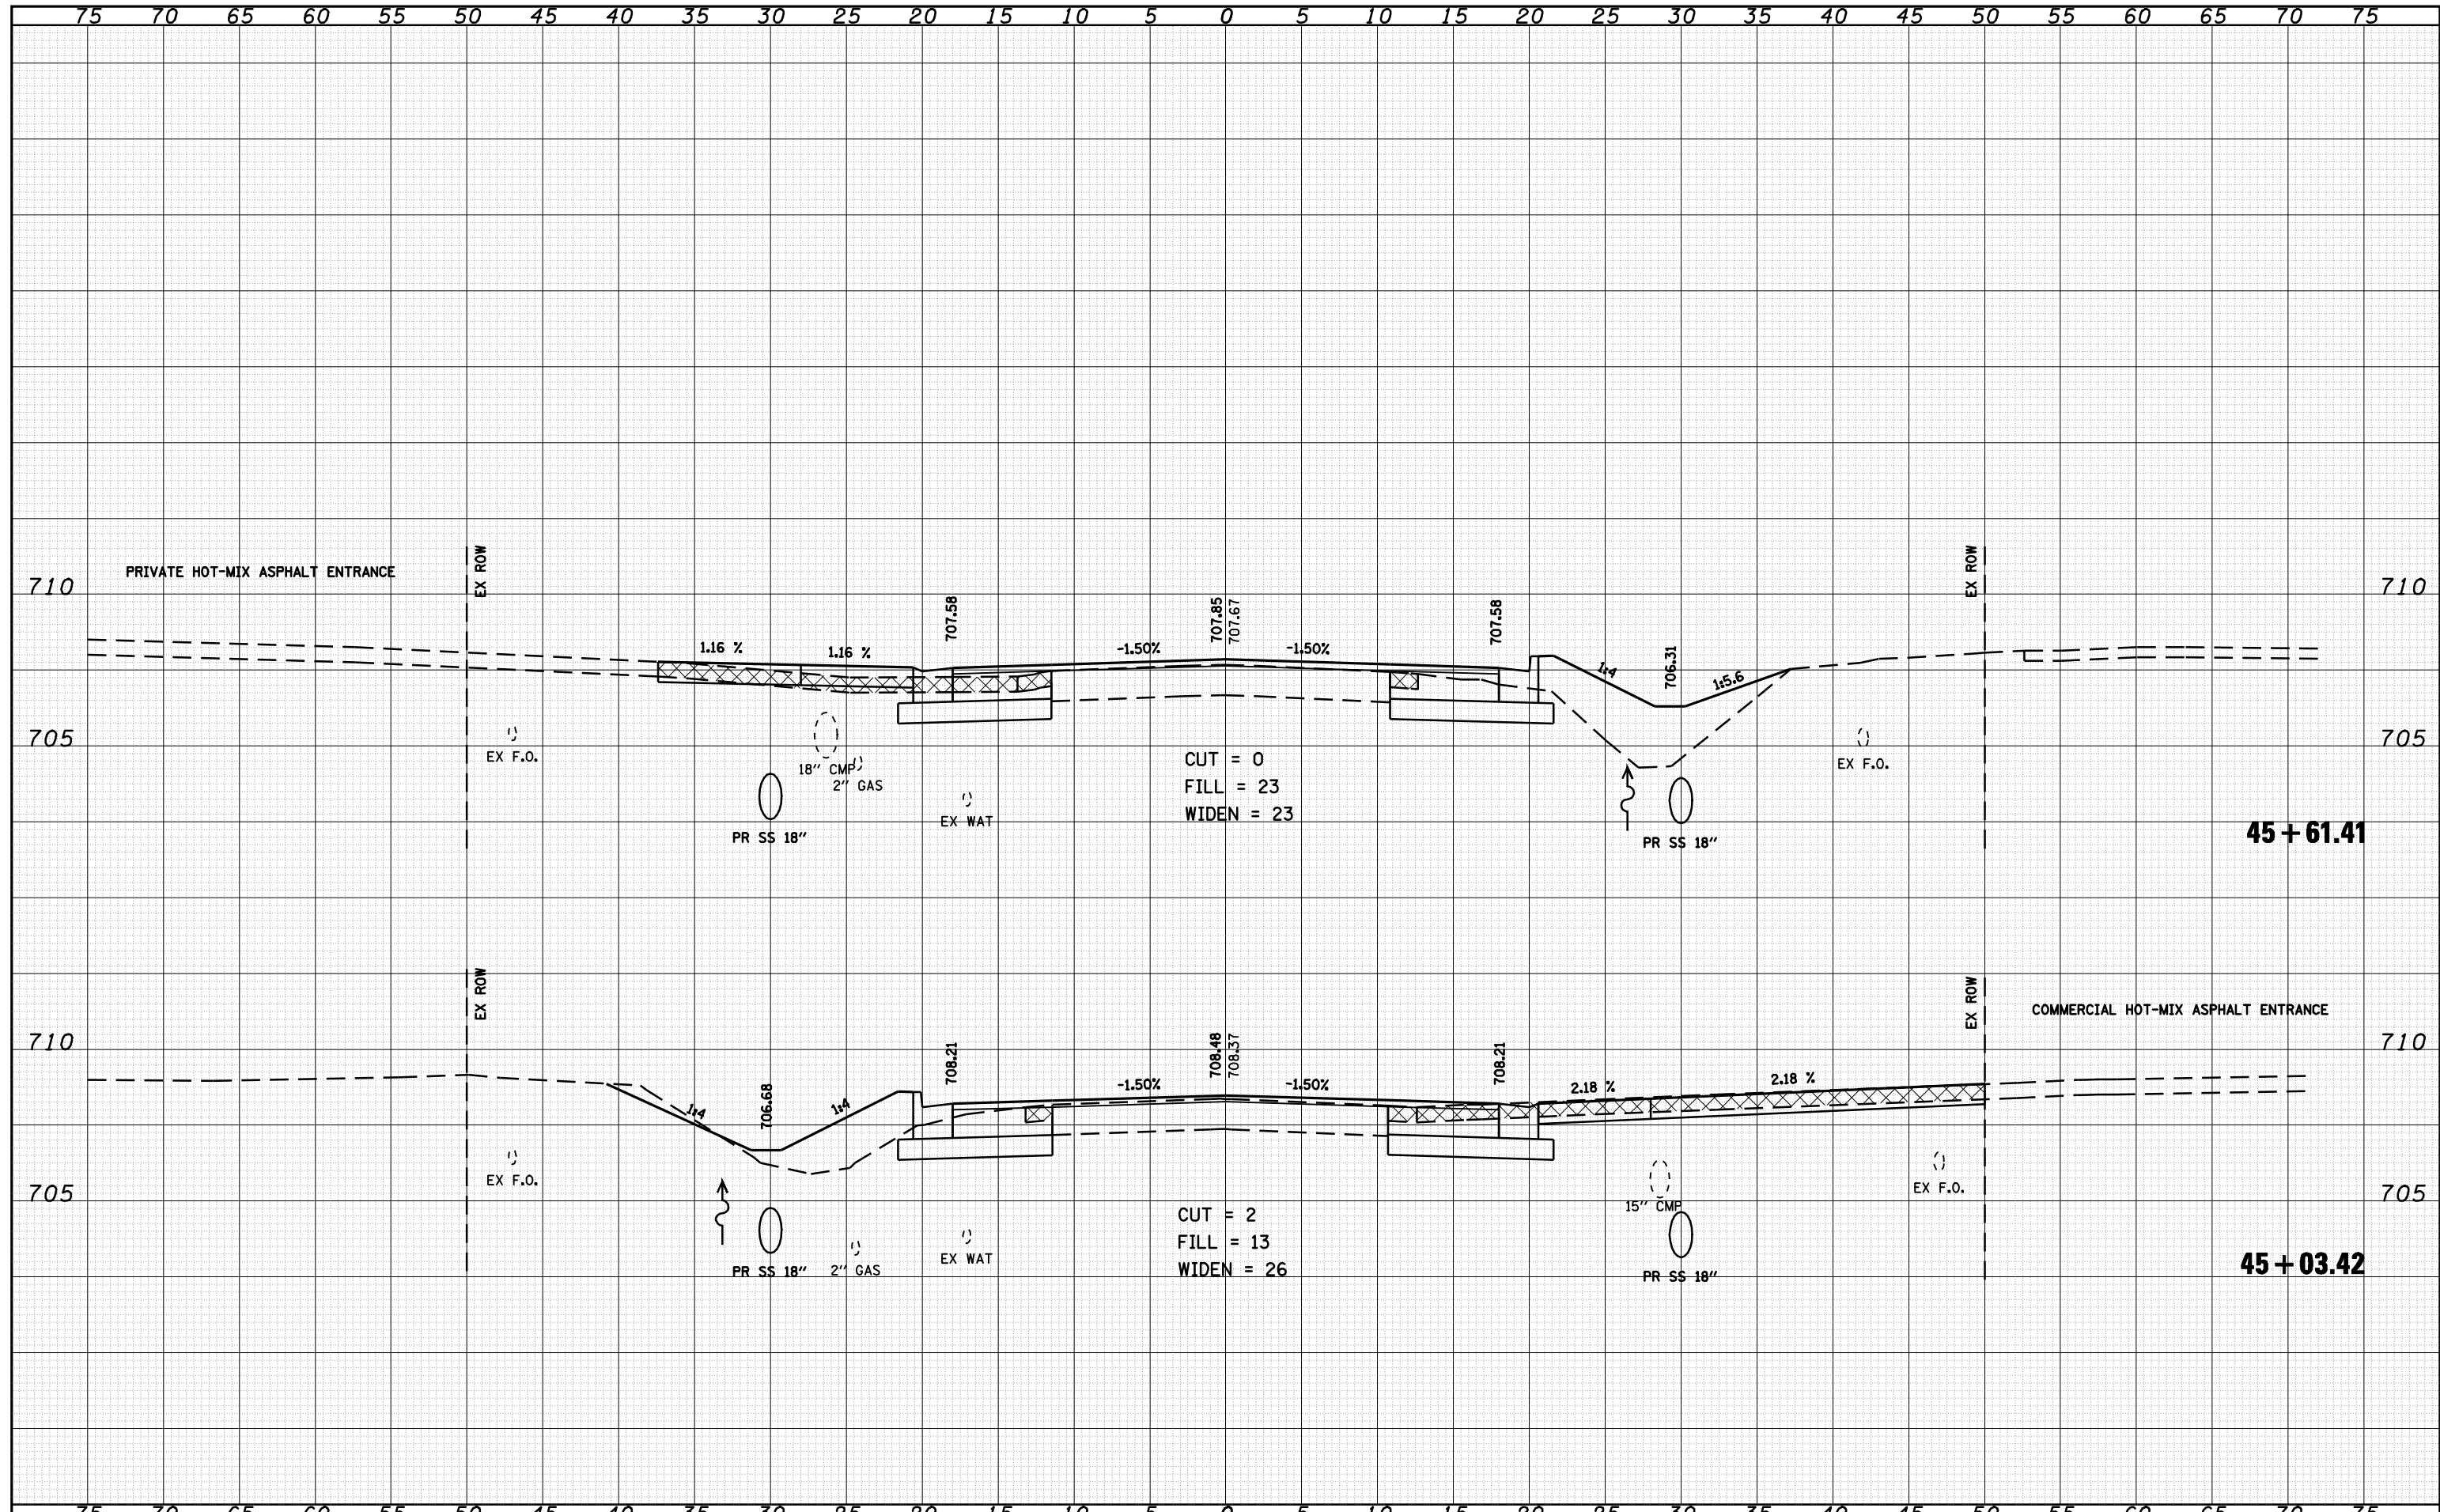 75 70 65 60 55 50 45 40 35 30 25 20 15 10 5 0 5 10 15 20 25 30 35 40 45 50 55 60 65 70 75
EX ROW
EX ROW
PRIVATE HOT-MIX ASPHALT ENTRANCE
710
710
707.58
707.85
707.67
707.58
1.16 %
1.16 %
-1.50%
-1.50%
1:4
706.31
1:5.6
705
705
EX F.O.
18" CMP
2" GAS
EX WAT
PR SS 18"
CUT = 0
FILL = 23
WIDEN = 23
EX F.O.
PR SS 18"
45+61.41
EX ROW
EX ROW
COMMERCIAL HOT-MIX ASPHALT ENTRANCE
710
710
708.21
708.48
708.37
708.21
1:4
706.68
1:4
-1.50%
-1.50%
2.18 %
2.18 %
705
705
EX F.O.
PR SS 18"
2" GAS
EX WAT
CUT = 2
FILL = 13
WIDEN = 26
15" CMP
PR SS 18"
EX F.O.
45+03.42
75 70 65 60 55 50 45 40 35 30 25 20 15 10 5 0 5 10 15 20 25 30 35 40 45 50 55 60 65 70 75